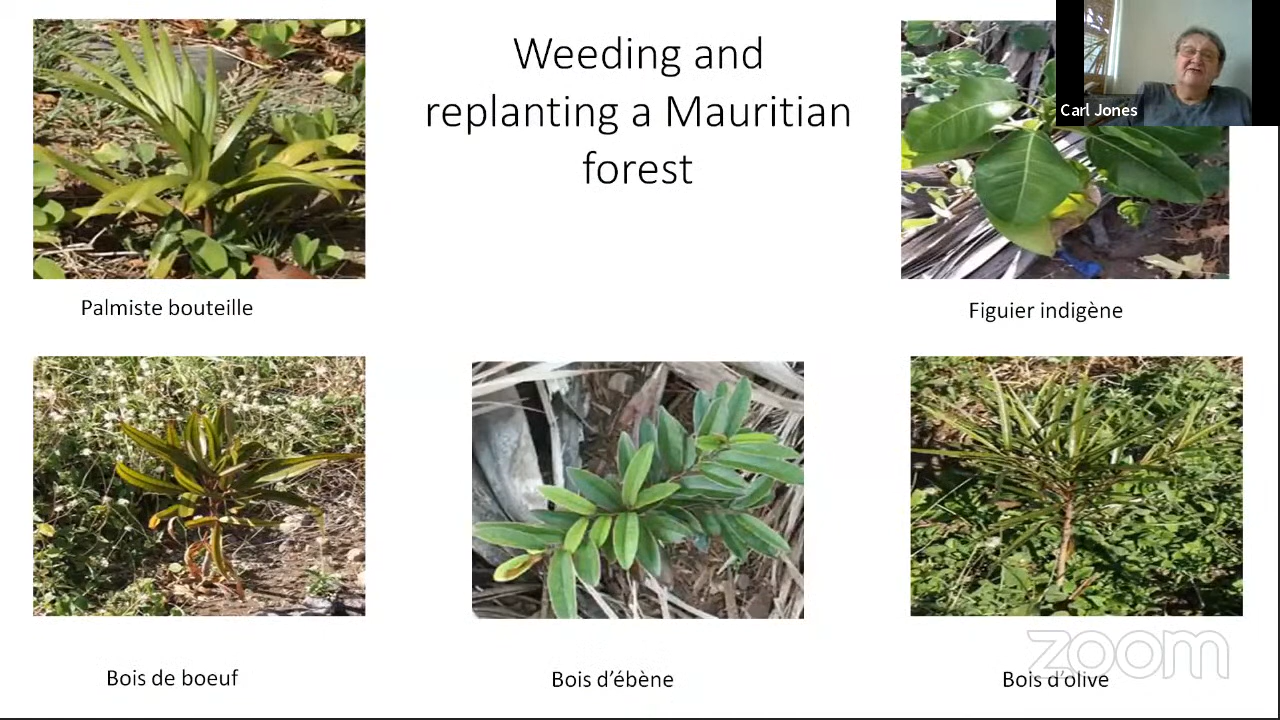 Weeding and
replanting a Mauritian
forest
Carl Jones
Palmiste bouteille
Figuier indigène
Bois de boeuf
Bois d’ébène
Bois d’olive
zoom